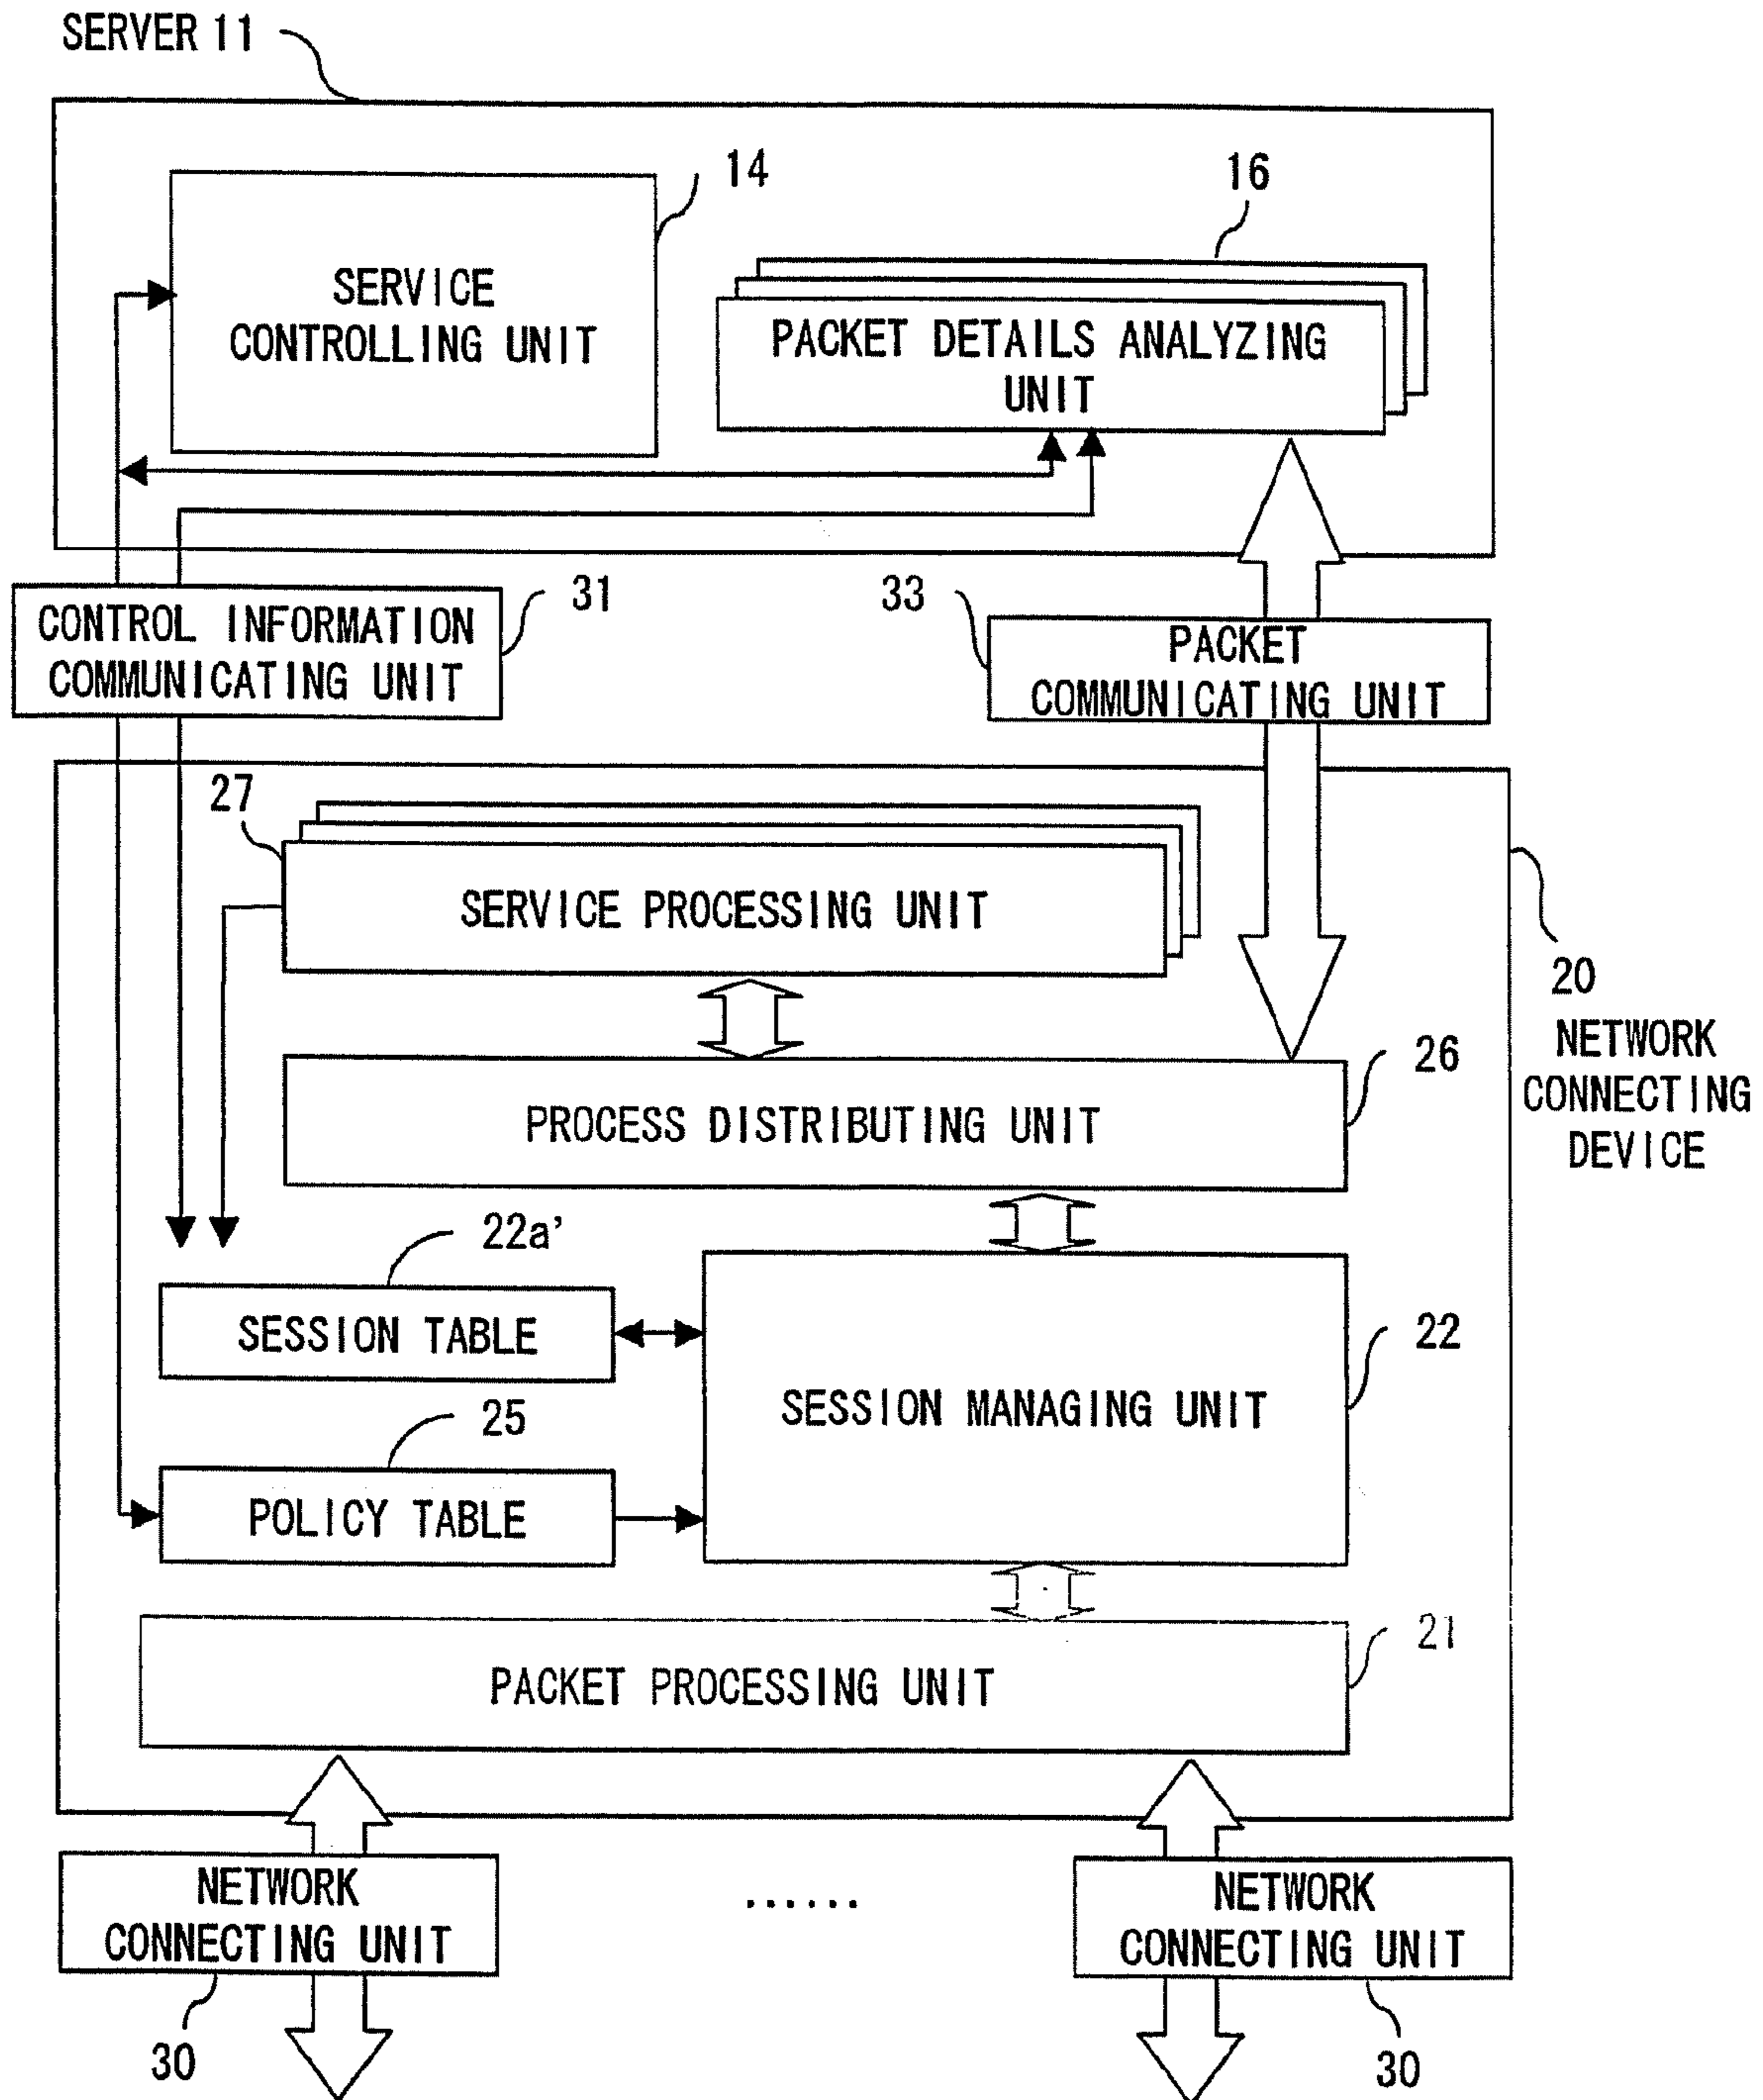 SERVER 11
14
16
SERVICE
CONTROLLING UNIT
PACKET DETAILS ANALYZING
UNIT
31
33
CONTROL INFORMATION
COMMUNICATING UNIT
PACKET
COMMUNICATING UNIT
27
SERVICE PROCESSING UNIT
20
NETWORK
CONNECTING
DEVICE
26
PROCESS DISTRIBUTING UNIT
22a’
SESSION TABLE
22
SESSION MANAGING UNIT
25
POLICY TABLE
21
PACKET PROCESSING UNIT
NETWORK
CONNECTING UNIT
......
NETWORK
CONNECTING UNIT
30
30